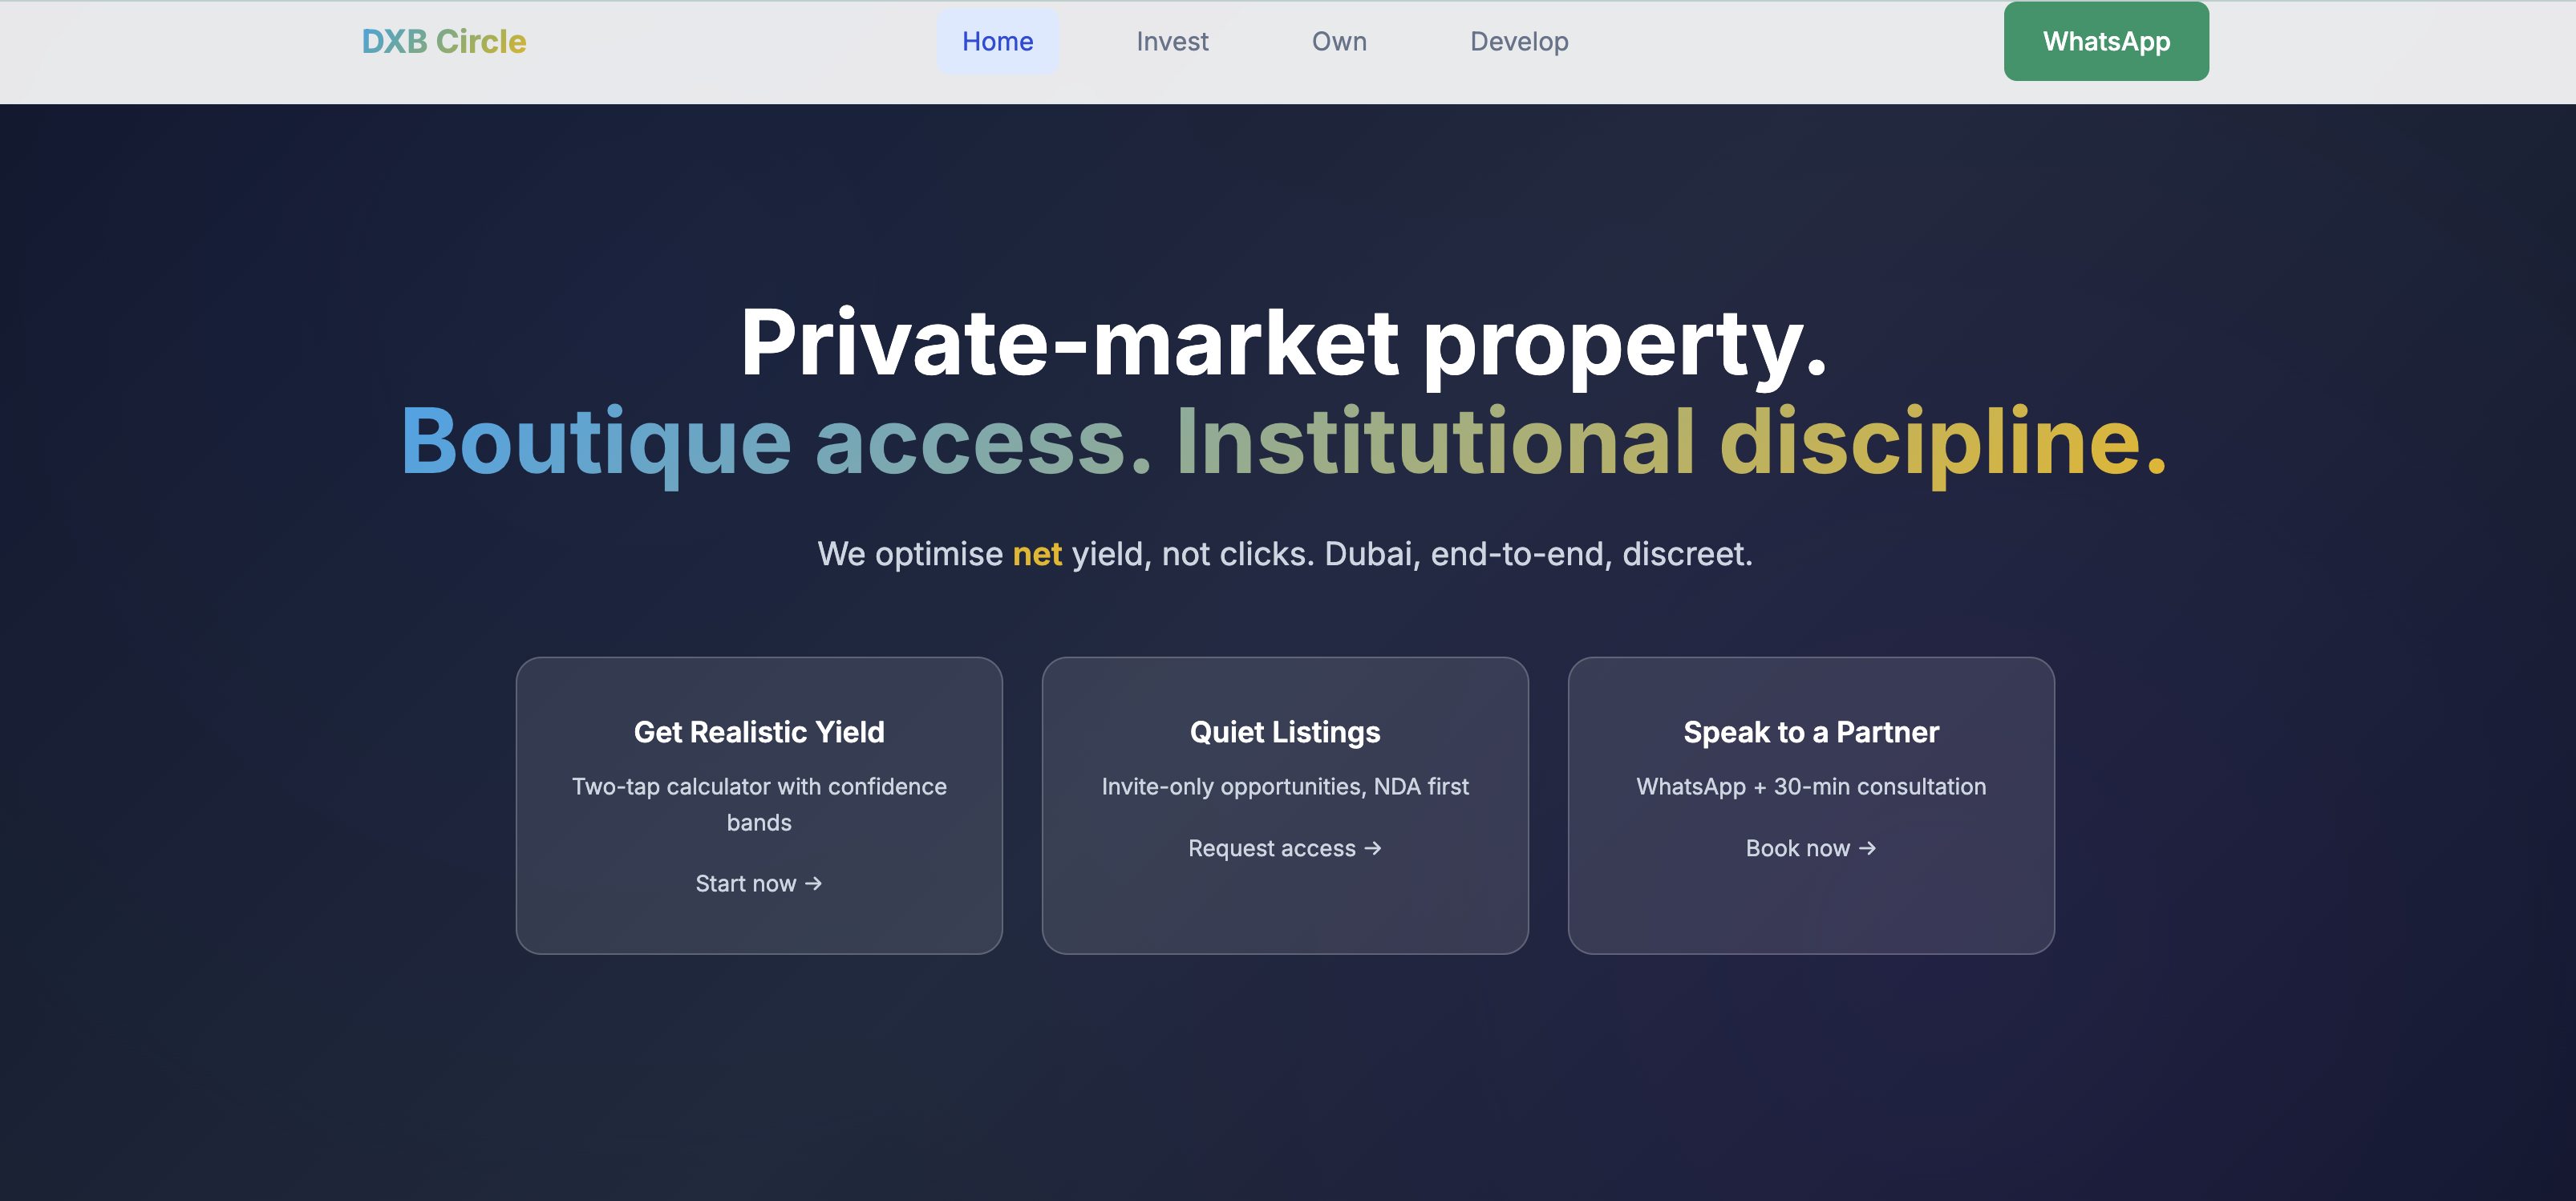 DXB Circle
Home
Invest
Own
Develop
WhatsApp
Private-market property.
Boutique access. Institutional discipline.
We optimise net yield, not clicks. Dubai, end-to-end, discreet.
Get Realistic Yield
Two-tap calculator with confidence
bands
Start now →
Quiet Listings
Invite-only opportunities, NDA first
Request access →
Speak to a Partner
WhatsApp + 30-min consultation
Book now →